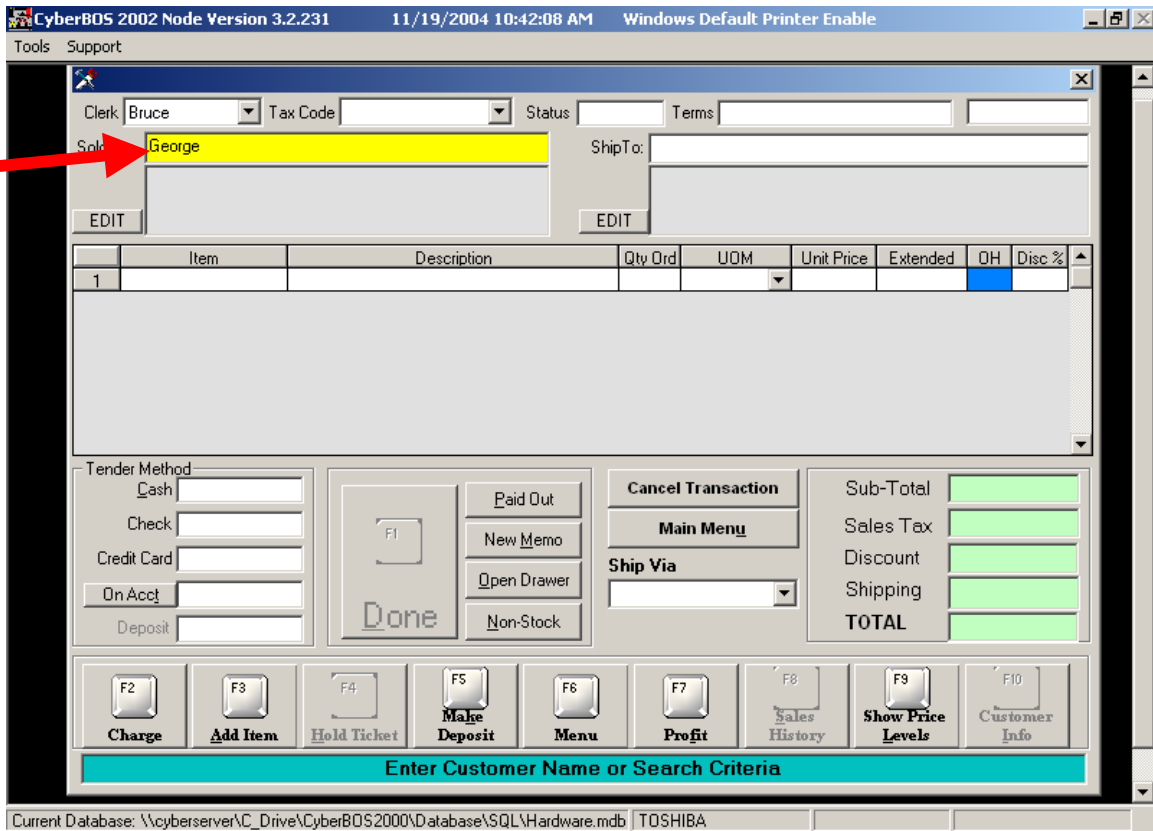 CyberBOS 2002 Node Version 3.2.231 11/19/2004 10:42:08 AM Windows Default Printer Enable
Tools Support
Clerk Bruce Tax Code Status Terms
George ShipTo:
EDIT EDIT
Item Description Qty Ord UOM Unit Price Extended OH Disc %
1
Tender Method
Cash
Check
Credit Card
On Acct
Deposit
F1
Done
Paid Out
New Memo
Open Drawer
Non-Stock
Cancel Transaction
Main Menu
Ship Via
Sub-Total
Sales Tax
Discount
Shipping
TOTAL
F2 Charge
F3 Add Item
F4 Hold Ticket
F5 Make Deposit
F6 Menu
F7 Profit
F8 Sales History
F9 Show Price Levels
F10 Customer Info
Enter Customer Name or Search Criteria
Current Database: \\cyberserver\C_Drive\CyberBOS2000\Database\SQL\Hardware.mdb TOSHIBA